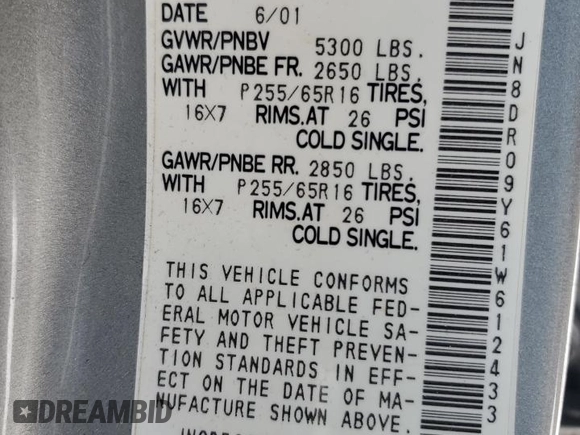 DATE 6/01
GVWR/PNBV 5300 LBS.
GAWR/PNBE FR. 2650 LBS.
WITH P255/65R16 TIRES,
16X7 RIMS.AT 26 PSI
COLD SINGLE.
GAWR/PNBE RR. 2850 LBS.
WITH P255/65R16 TIRES,
16X7 RIMS.AT 26 PSI
COLD SINGLE.
THIS VEHICLE CONFORMS
TO ALL APPLICABLE FED-
ERAL MOTOR VEHICLE SA-
FETY AND THEFT PREVEN-
TION STANDARDS IN EFF-
ECT ON THE DATE OF MA-
NUFACTURE SHOWN ABOVE.
JN8DR09Y61W612433
DREAMBID